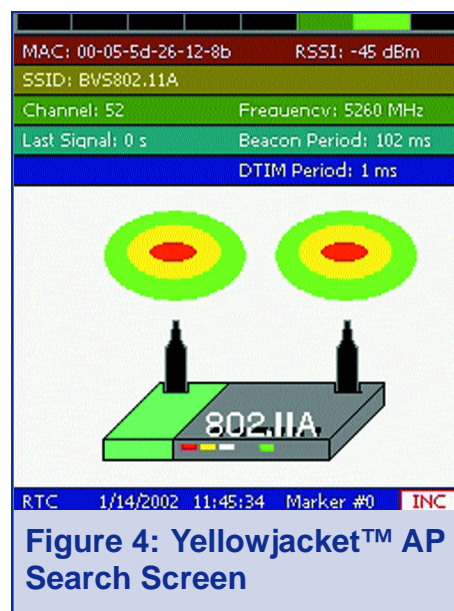 MAC: 00-05-5d-26-12-8b RSSI: -45 dBm
SSID: BVS802.11A
Channel: 52 Frequency: 5260 MHz
Last Signal: 0 s Beacon Period: 102 ms
DTIM Period: 1 ms
802.11A
RTC 1/14/2002 11:45:34 Marker #0 INC
Figure 4: Yellowjacket™ AP
Search Screen